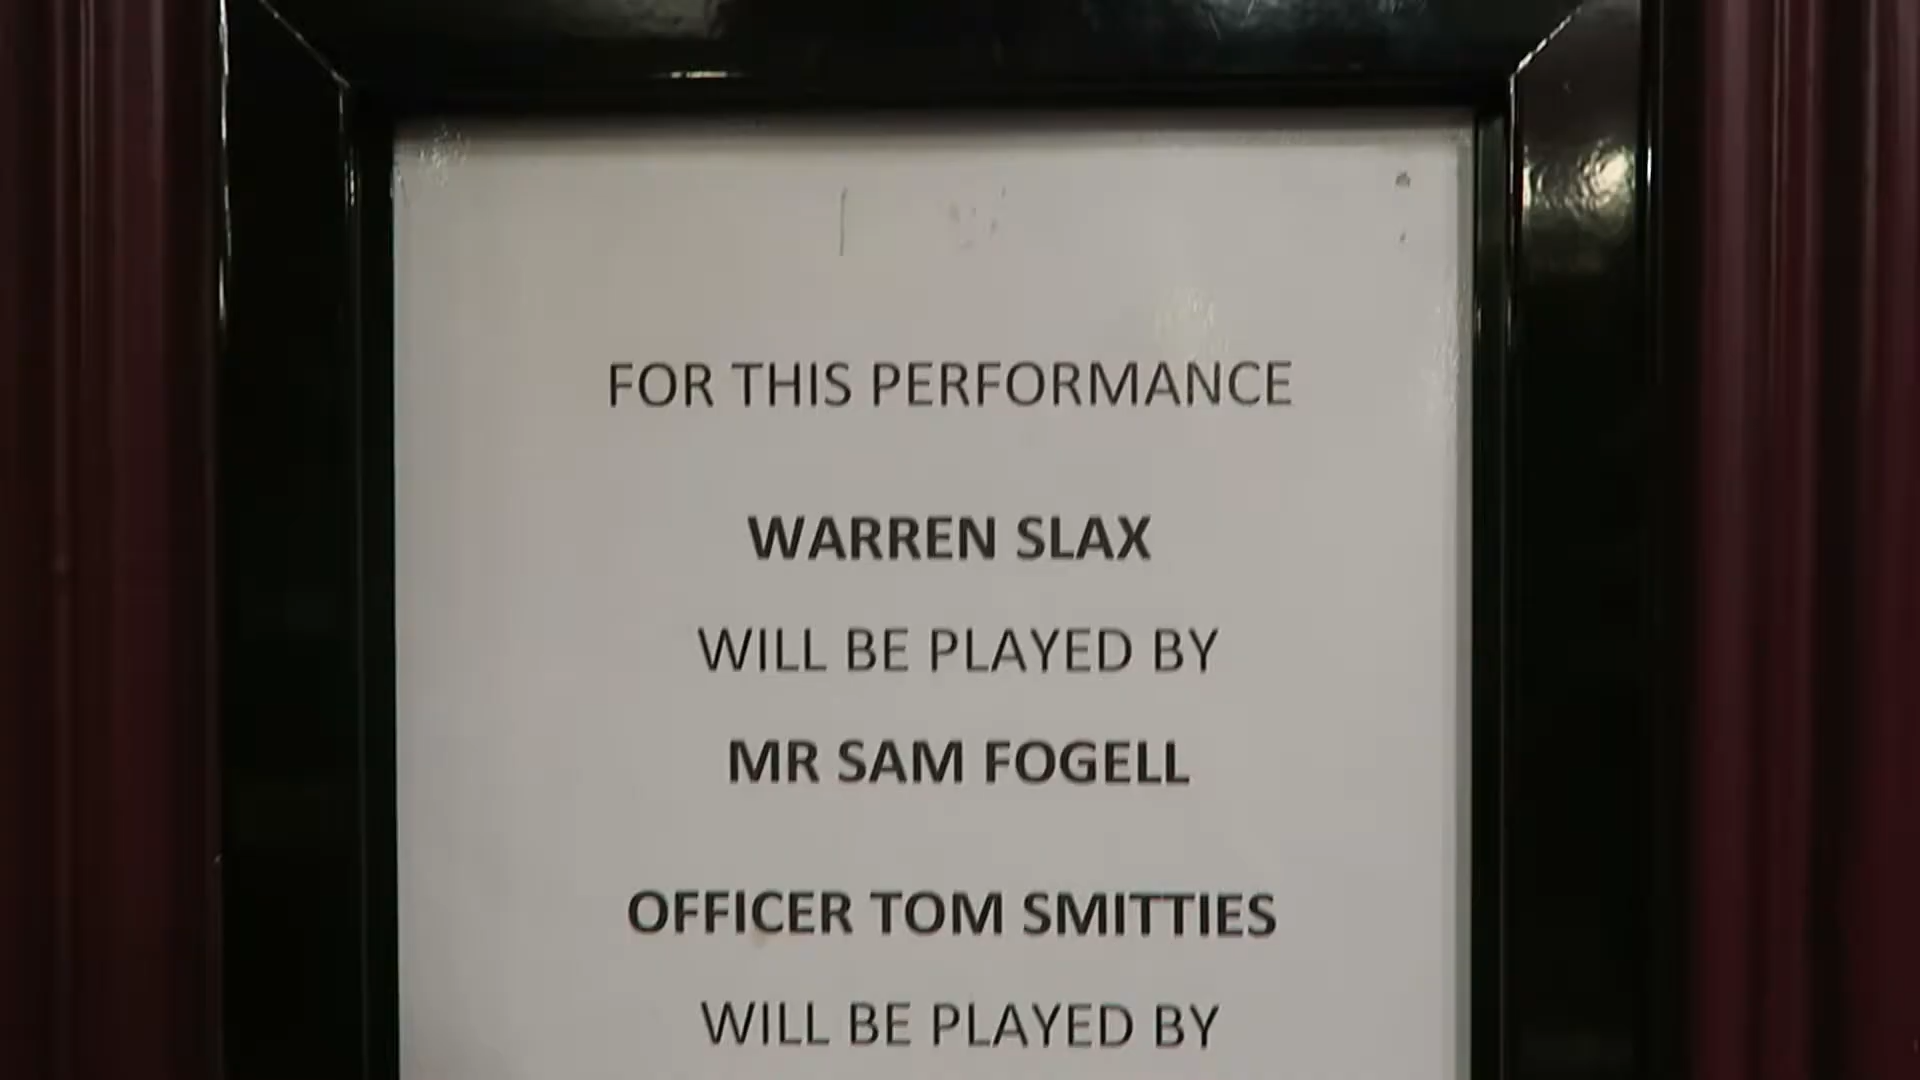 FOR THIS PERFORMANCE
WARREN SLAX
WILL BE PLAYED BY
MR SAM FOGELL
OFFICER TOM SMITTIES
WILL BE PLAYED BY